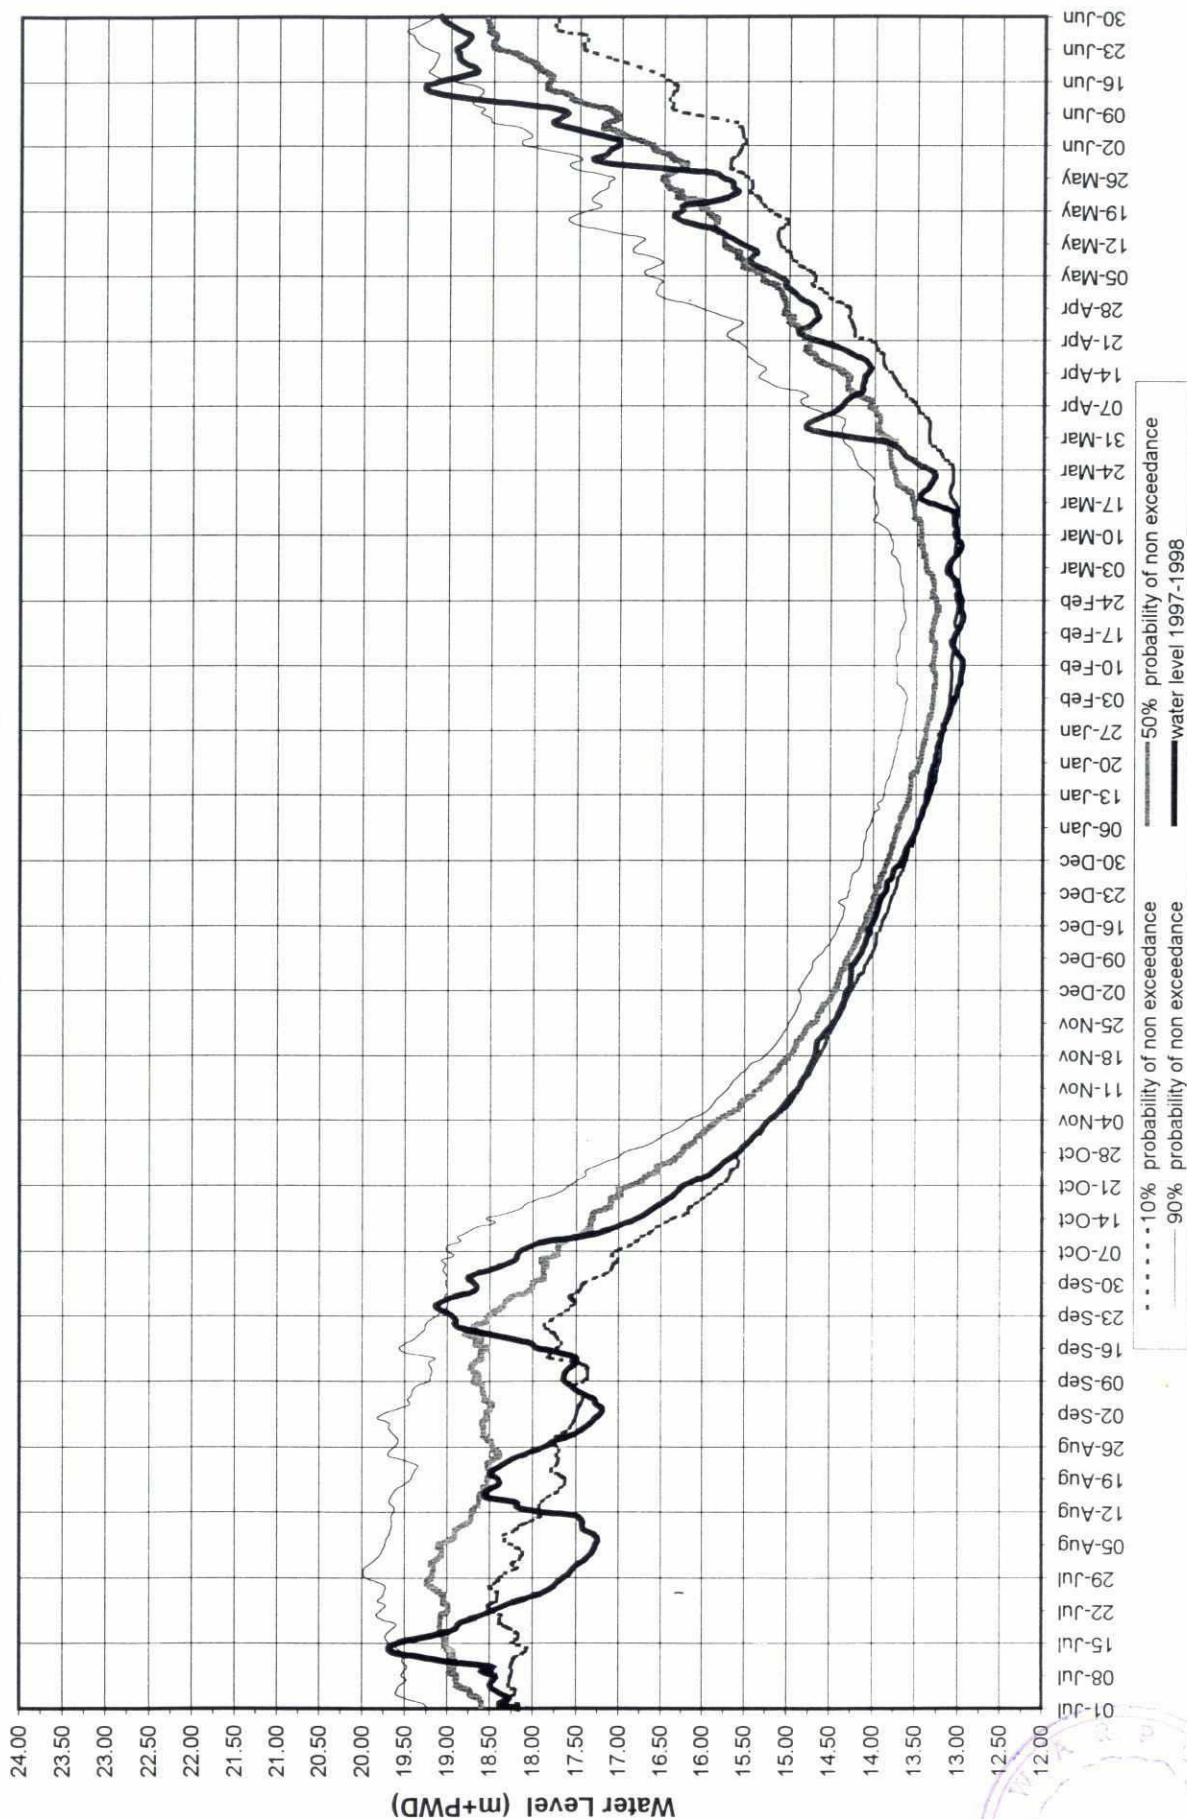 Water Level (m+PWD)
24.00
23.50
23.00
22.50
22.00
21.50
21.00
20.50
20.00
19.50
19.00
18.50
18.00
17.50
17.00
16.50
16.00
15.50
15.00
14.50
14.00
13.50
13.00
12.50
12.00
01-Jul
08-Jul
15-Jul
22-Jul
29-Jul
05-Aug
12-Aug
19-Aug
26-Aug
02-Sep
09-Sep
16-Sep
23-Sep
30-Sep
07-Oct
14-Oct
21-Oct
28-Oct
04-Nov
11-Nov
18-Nov
25-Nov
02-Dec
09-Dec
16-Dec
23-Dec
30-Dec
06-Jan
13-Jan
20-Jan
27-Jan
03-Feb
10-Feb
17-Feb
24-Feb
03-Mar
10-Mar
17-Mar
24-Mar
31-Mar
07-Apr
14-Apr
21-Apr
28-Apr
05-May
12-May
19-May
26-May
02-Jun
09-Jun
16-Jun
23-Jun
30-Jun
10% probability of non exceedance
50% probability of non exceedance
90% probability of non exceedance
water level 1997-1998
W A R P